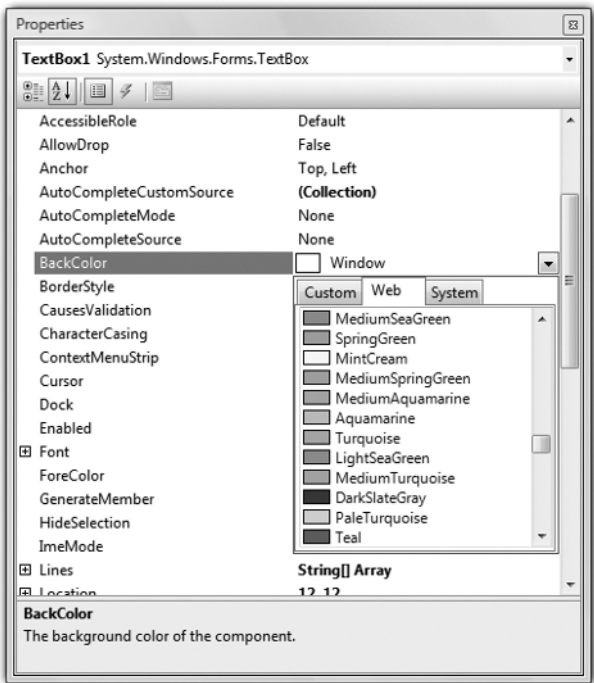 Properties
TextBox1 System.Windows.Forms.TextBox
AccessibleRole Default
AllowDrop False
Anchor Top, Left
AutoCompleteCustomSource (Collection)
AutoCompleteMode None
AutoCompleteSource None
BackColor Window
BorderStyle
CausesValidation
CharacterCasing
ContextMenuStrip
Cursor
Dock
Enabled
Font
ForeColor
GenerateMember
HideSelection
ImeMode
Custom Web System
MediumSeaGreen
SpringGreen
MintCream
MediumSpringGreen
MediumAquamarine
Aquamarine
Turquoise
LightSeaGreen
MediumTurquoise
DarkSlateGray
PaleTurquoise
Teal
Lines String[] Array
Location 12, 12
BackColor
The background color of the component.